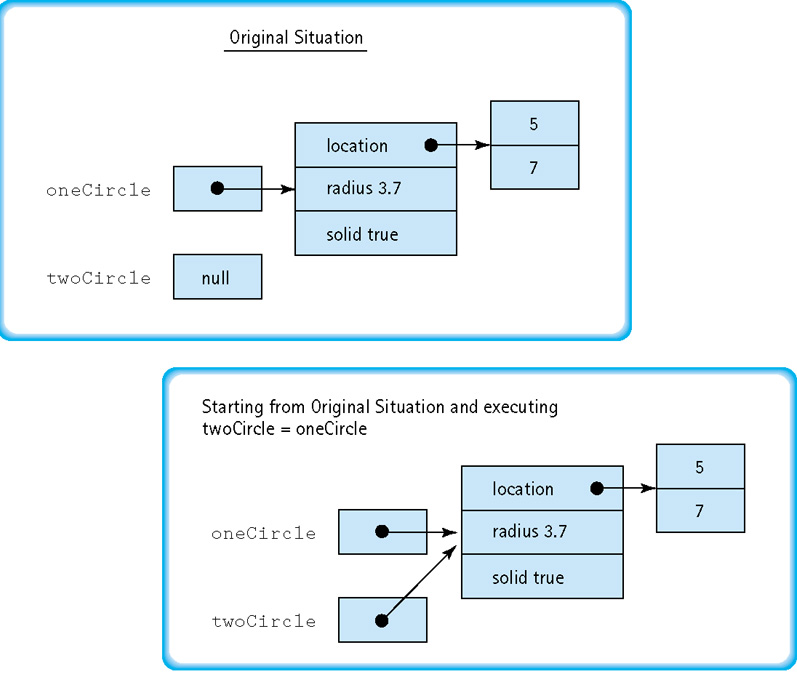 Original Situation
5
location
7
oneCircle
radius 3.7
solid true
twoCircle
null
Starting from Original Situation and executing
twoCircle = oneCircle
5
location
7
oneCircle
radius 3.7
solid true
twoCircle